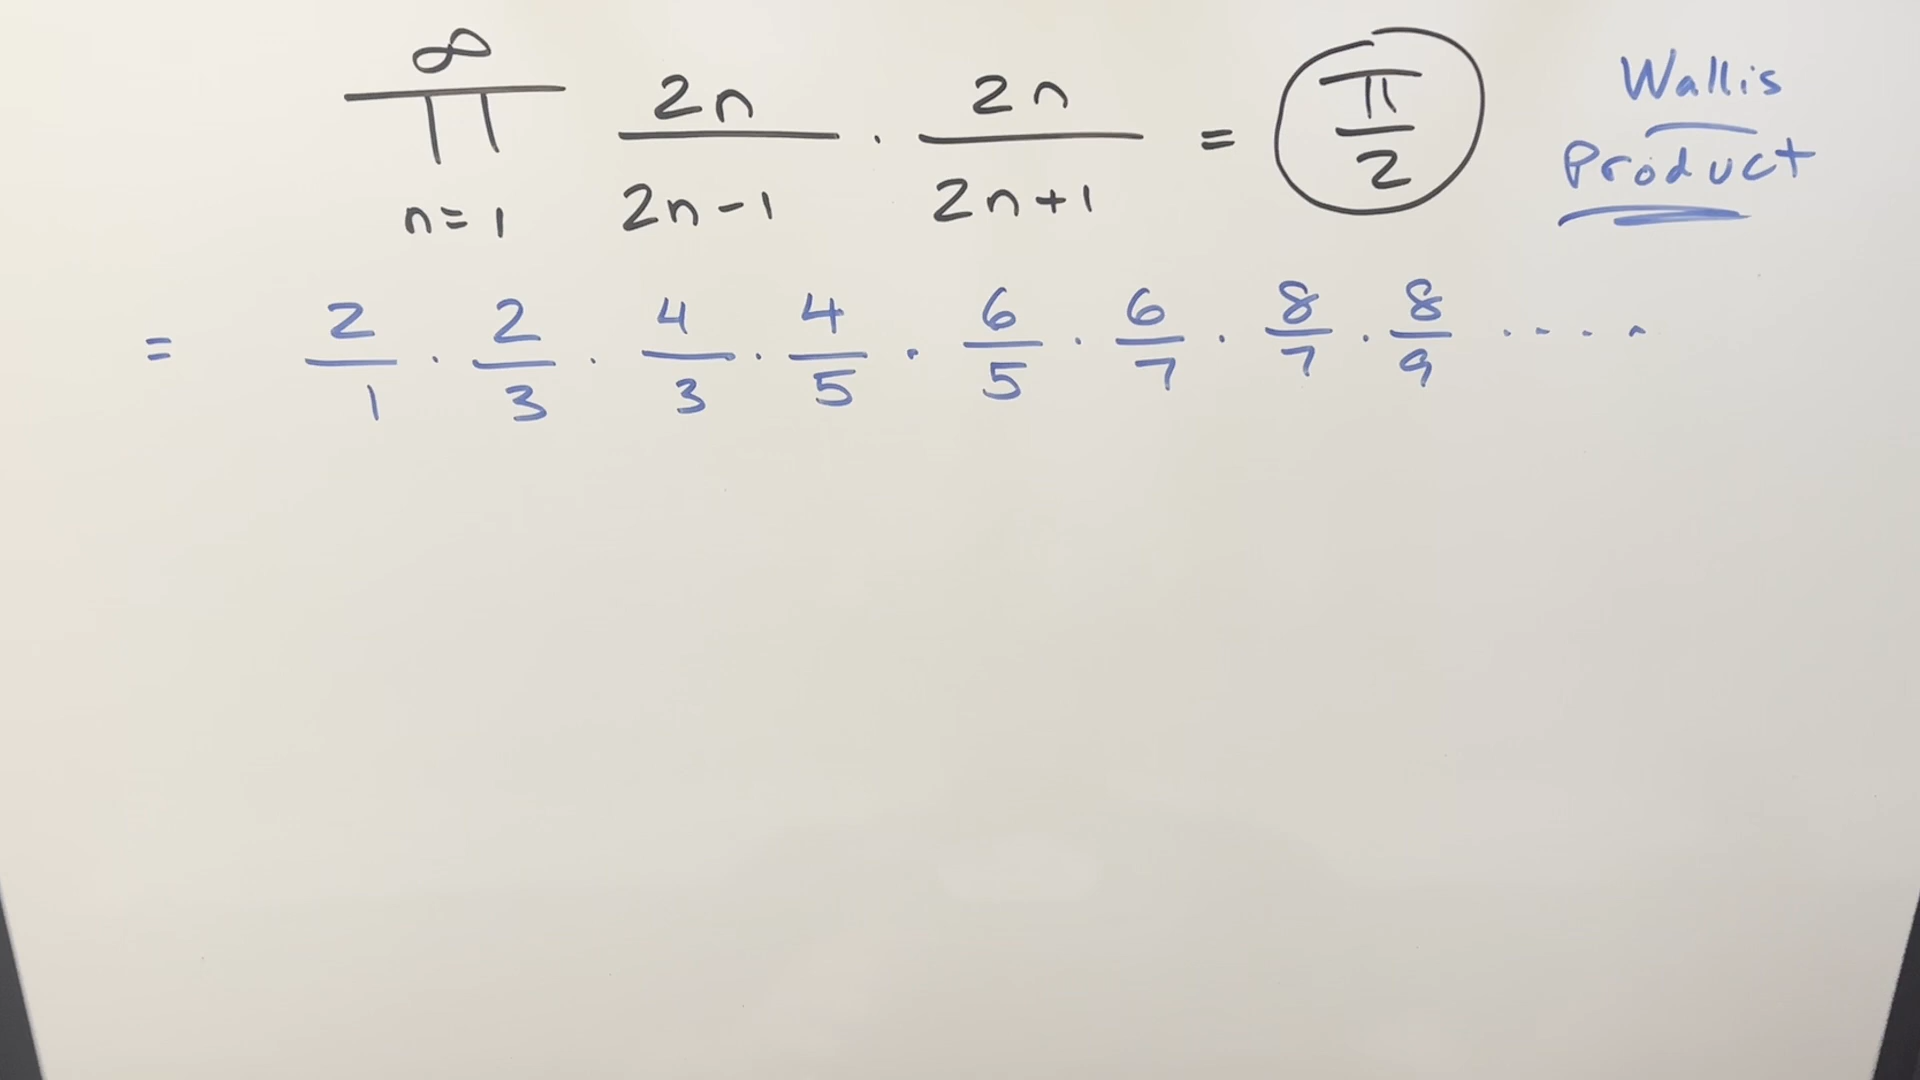 ∞
∏ 2n/2n-1 · 2n/2n+1 = π/2
n=1
Wallis
Product
= 2/1 · 2/3 · 4/3 · 4/5 · 6/5 · 6/7 · 8/7 · 8/9 ....